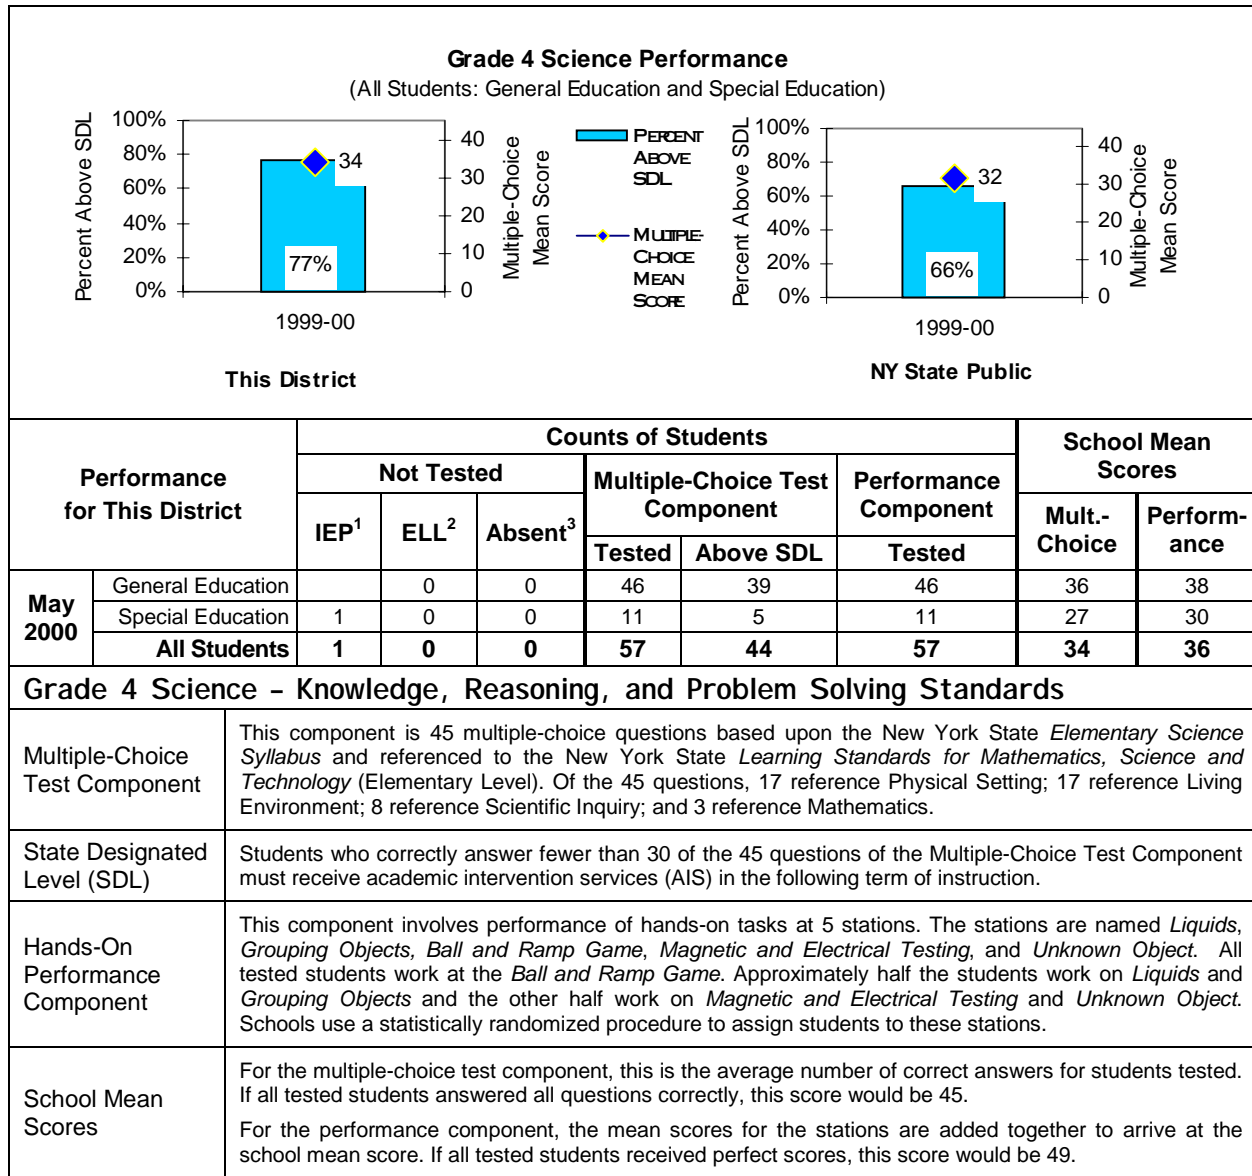 Grade 4 Science Performance
(All Students: General Education and Special Education)
Percent Above SDL
100%
80%
60%
40%
20%
0%
34
77%
1999-00
40
30
20
10
0
Multiple-Choice
Mean Score
This District
PERCENT
ABOVE
SDL
MULTIPLE-
CHOICE
MEAN
SCORE
Percent Above SDL
100%
80%
60%
40%
20%
0%
32
66%
1999-00
40
30
20
10
0
Multiple-Choice
Mean Score
NY State Public
Performance
for This District
Counts of Students
School Mean
Scores
Not Tested
Multiple-Choice Test
Component
Performance
Component
IEP1 ELL2 Absent3
Tested Above SDL Tested
Mult.-
Choice
Perform-
ance
May
2000
General Education 0 0 46 39 46 36 38
Special Education 1 0 0 11 5 11 27 30
All Students 1 0 0 57 44 57 34 36
Grade 4 Science – Knowledge, Reasoning, and Problem Solving Standards
Multiple-Choice
Test Component
This component is 45 multiple-choice questions based upon the New York State Elementary Science
Syllabus and referenced to the New York State Learning Standards for Mathematics, Science and
Technology (Elementary Level). Of the 45 questions, 17 reference Physical Setting; 17 reference Living
Environment; 8 reference Scientific Inquiry; and 3 reference Mathematics.
State Designated
Level (SDL)
Students who correctly answer fewer than 30 of the 45 questions of the Multiple-Choice Test Component
must receive academic intervention services (AIS) in the following term of instruction.
Hands-On
Performance
Component
This component involves performance of hands-on tasks at 5 stations. The stations are named Liquids,
Grouping Objects, Ball and Ramp Game, Magnetic and Electrical Testing, and Unknown Object. All
tested students work at the Ball and Ramp Game. Approximately half the students work on Liquids and
Grouping Objects and the other half work on Magnetic and Electrical Testing and Unknown Object.
Schools use a statistically randomized procedure to assign students to these stations.
School Mean
Scores
For the multiple-choice test component, this is the average number of correct answers for students tested.
If all tested students answered all questions correctly, this score would be 45.
For the performance component, the mean scores for the stations are added together to arrive at the
school mean score. If all tested students received perfect scores, this score would be 49.